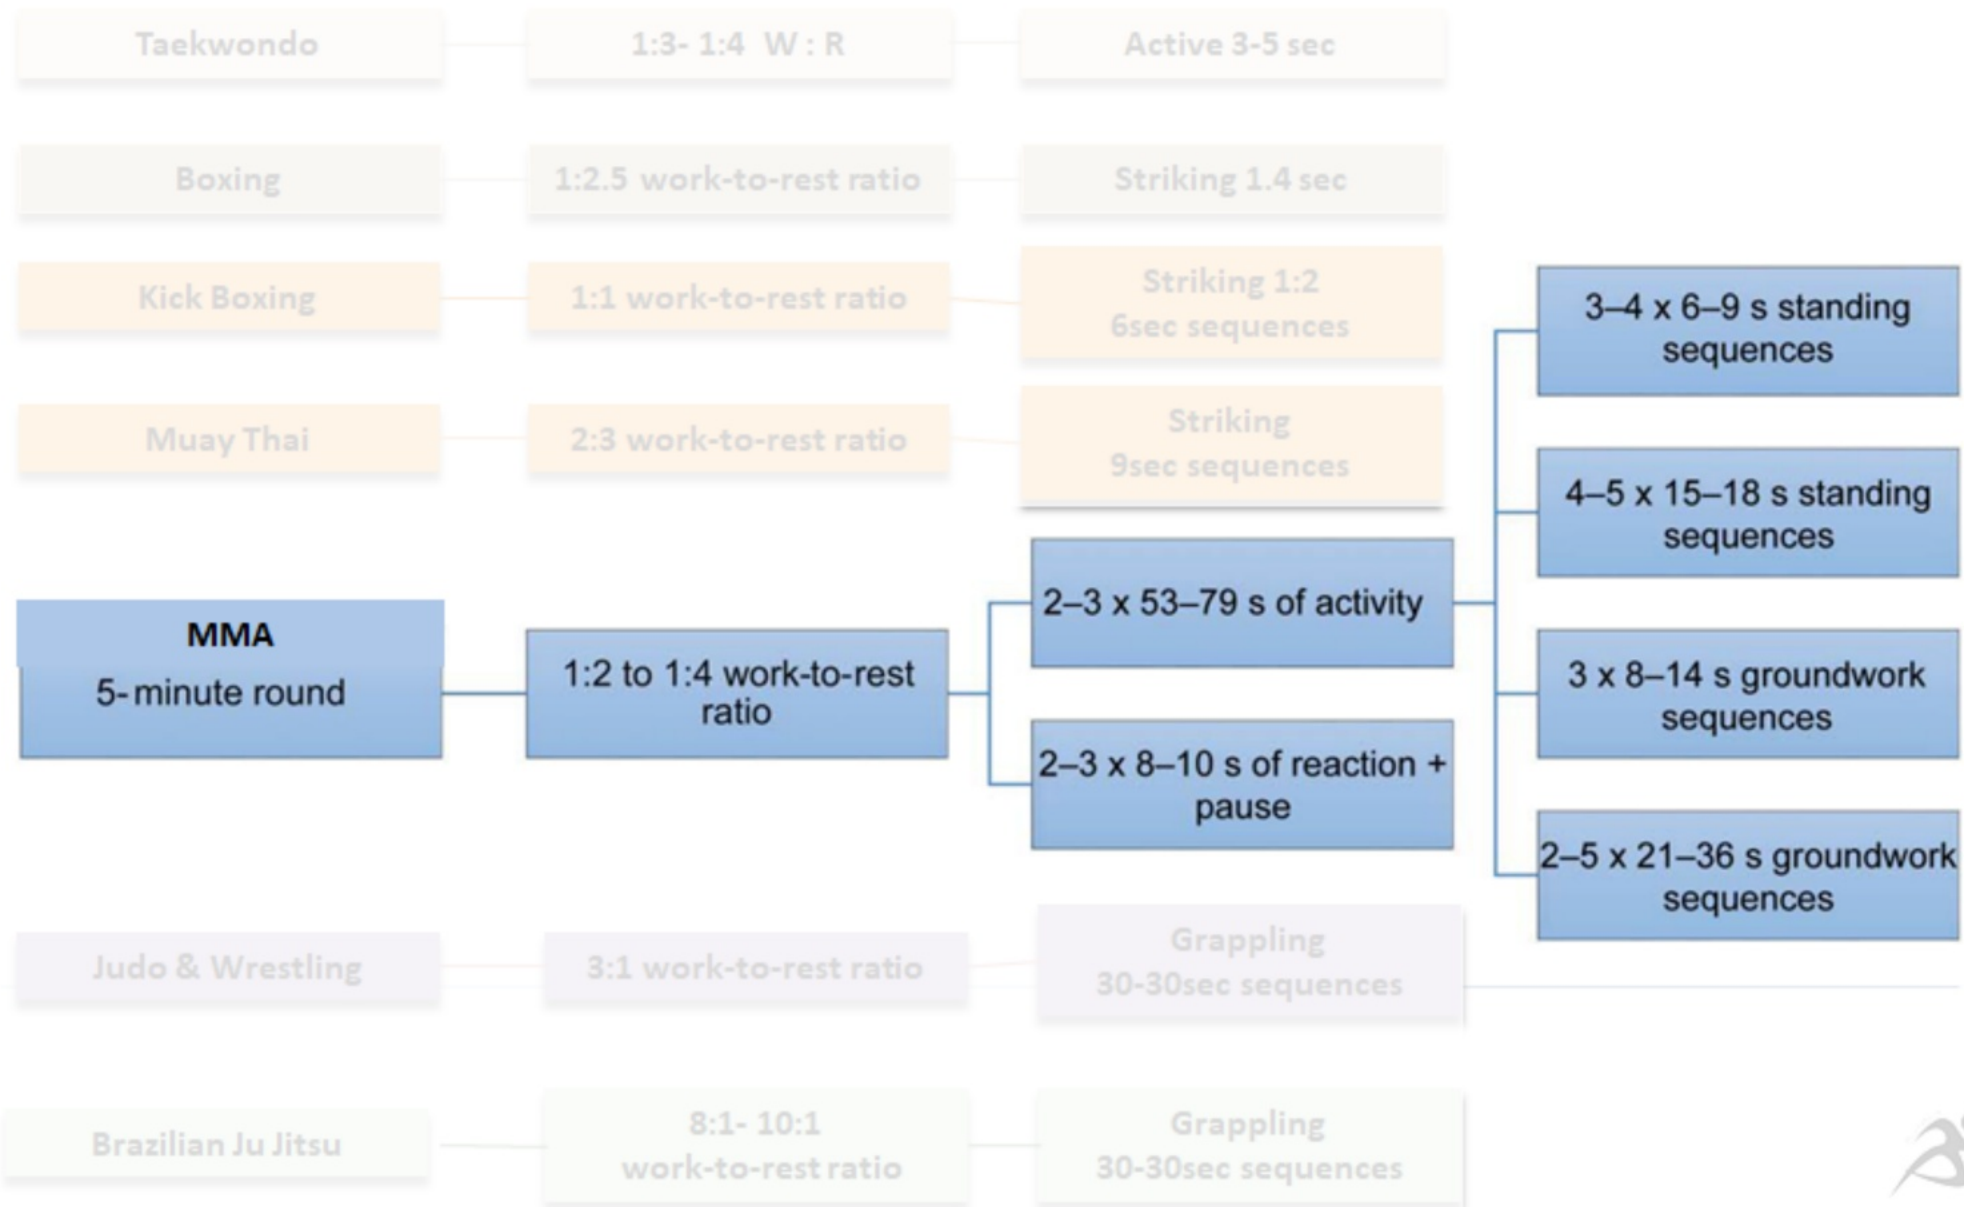 Taekwondo
1:3- 1:4 W : R
Active 3-5 sec
Boxing
1:2.5 work-to-rest ratio
Striking 1.4 sec
Kick Boxing
1:1 work-to-rest ratio
Striking 1:2
6sec sequences
Muay Thai
2:3 work-to-rest ratio
Striking
9sec sequences
MMA
5-minute round
1:2 to 1:4 work-to-rest
ratio
2–3 x 53–79 s of activity
2–3 x 8–10 s of reaction +
pause
3–4 x 6–9 s standing
sequences
4–5 x 15–18 s standing
sequences
3 x 8–14 s groundwork
sequences
2–5 x 21–36 s groundwork
sequences
Judo & Wrestling
3:1 work-to-rest ratio
Grappling
30-30sec sequences
Brazilian Ju Jitsu
8:1- 10:1
work-to-rest ratio
Grappling
30-30sec sequences